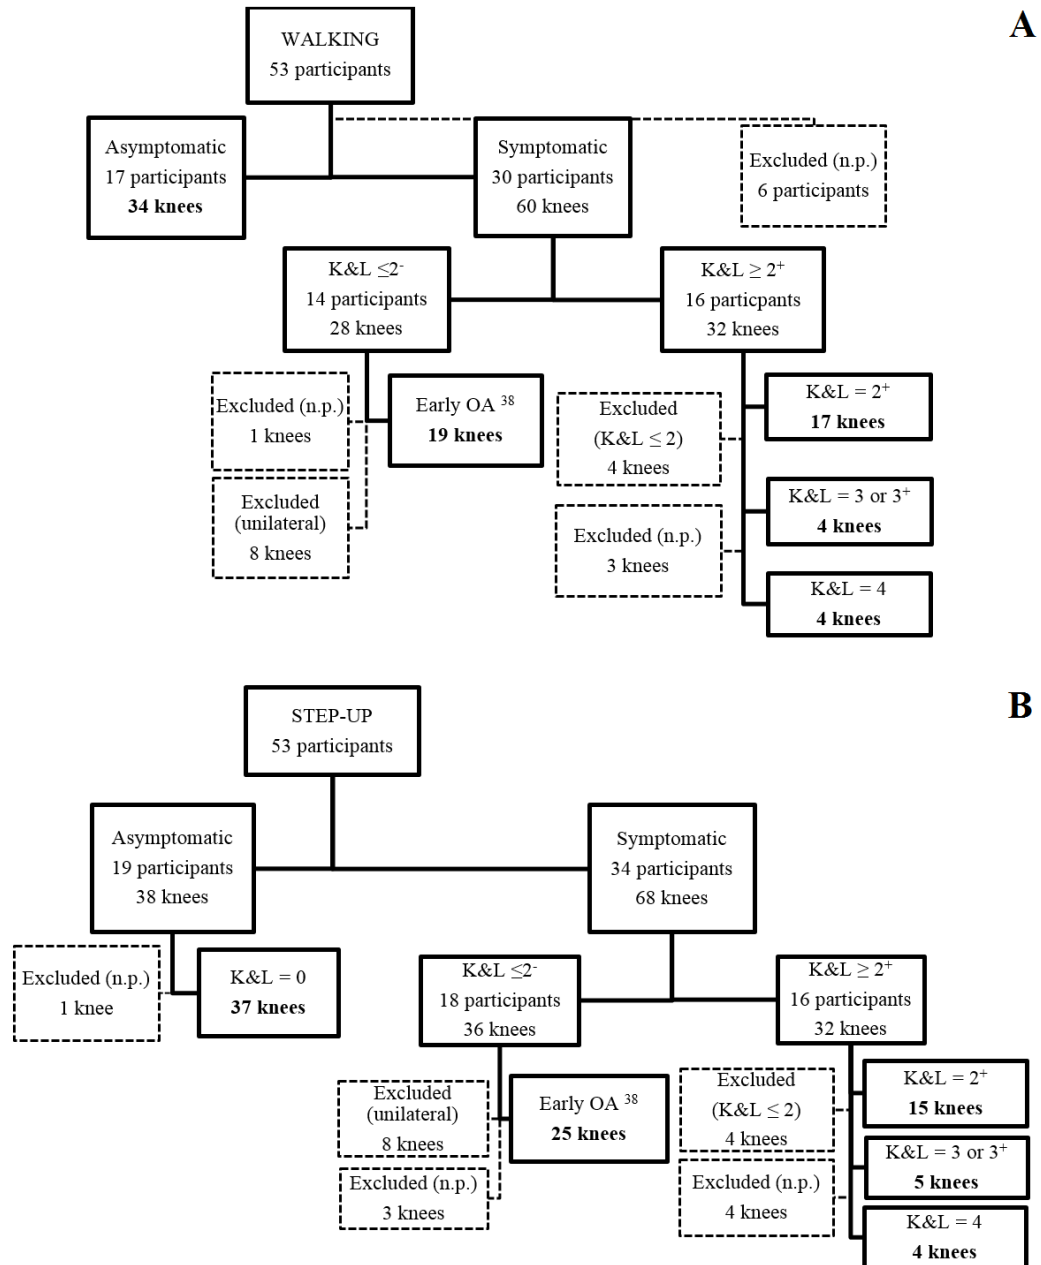 A
WALKING
53 participants
Asymptomatic
17 participants
34 knees
Symptomatic
30 participants
60 knees
Excluded (n.p.)
6 participants
K&L ≤2⁻
14 participants
28 knees
K&L ≥ 2⁺
16 particpants
32 knees
Excluded (n.p.)
1 knees
Early OA ³⁸
19 knees
Excluded
(unilateral)
8 knees
Excluded
(K&L ≤ 2)
4 knees
Excluded (n.p.)
3 knees
K&L = 2⁺
17 knees
K&L = 3 or 3⁺
4 knees
K&L = 4
4 knees
B
STEP-UP
53 participants
Asymptomatic
19 participants
38 knees
Symptomatic
34 participants
68 knees
Excluded (n.p.)
1 knee
K&L = 0
37 knees
K&L ≤2⁻
18 participants
36 knees
K&L ≥ 2⁺
16 participants
32 knees
Excluded
(unilateral)
8 knees
Excluded (n.p.)
3 knees
Early OA ³⁸
25 knees
Excluded
(K&L ≤ 2)
4 knees
Excluded (n.p.)
4 knees
K&L = 2⁺
15 knees
K&L = 3 or 3⁺
5 knees
K&L = 4
4 knees